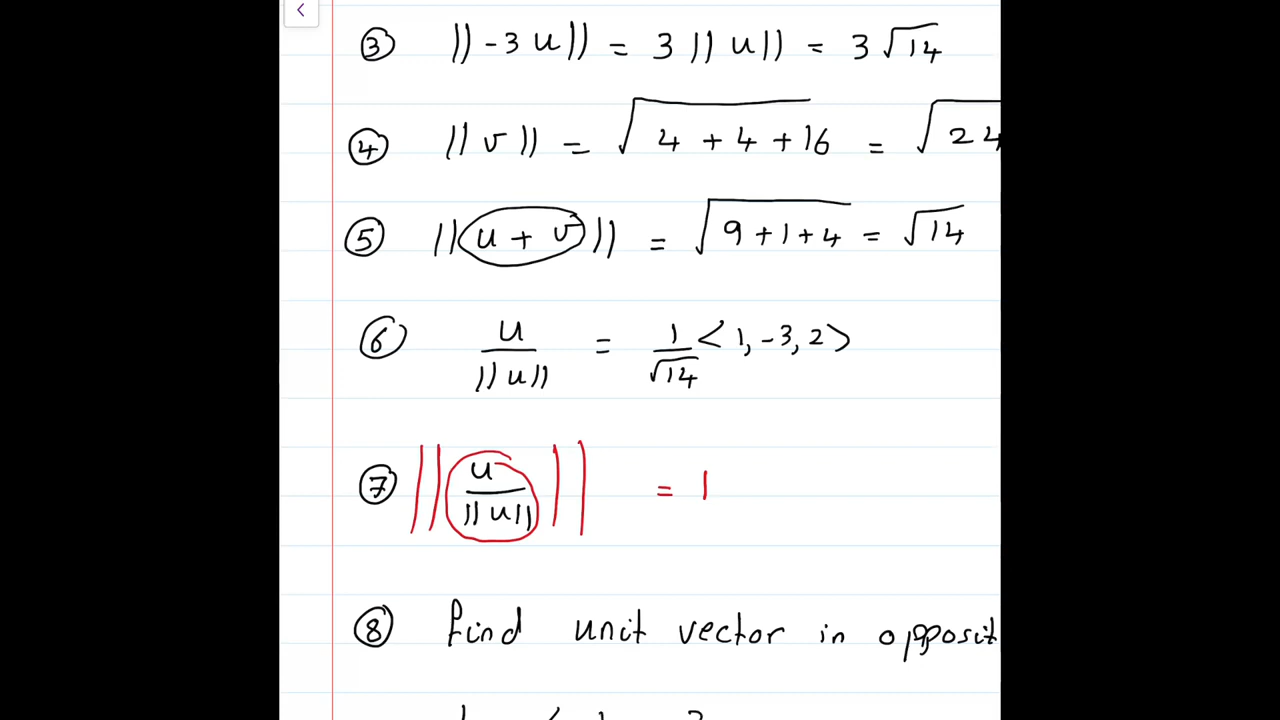 ③ ||-3 u|| = 3 || u || = 3 √14
④ || v || = √4 + 4 + 16 = √24
⑤ || u + v || = √9 + 1 + 4 = √14
⑥ u / || u || = 1 / √14 < 1, -3, 2 >
⑦ || u / || u || || = 1
⑧ find unit vector in opposit